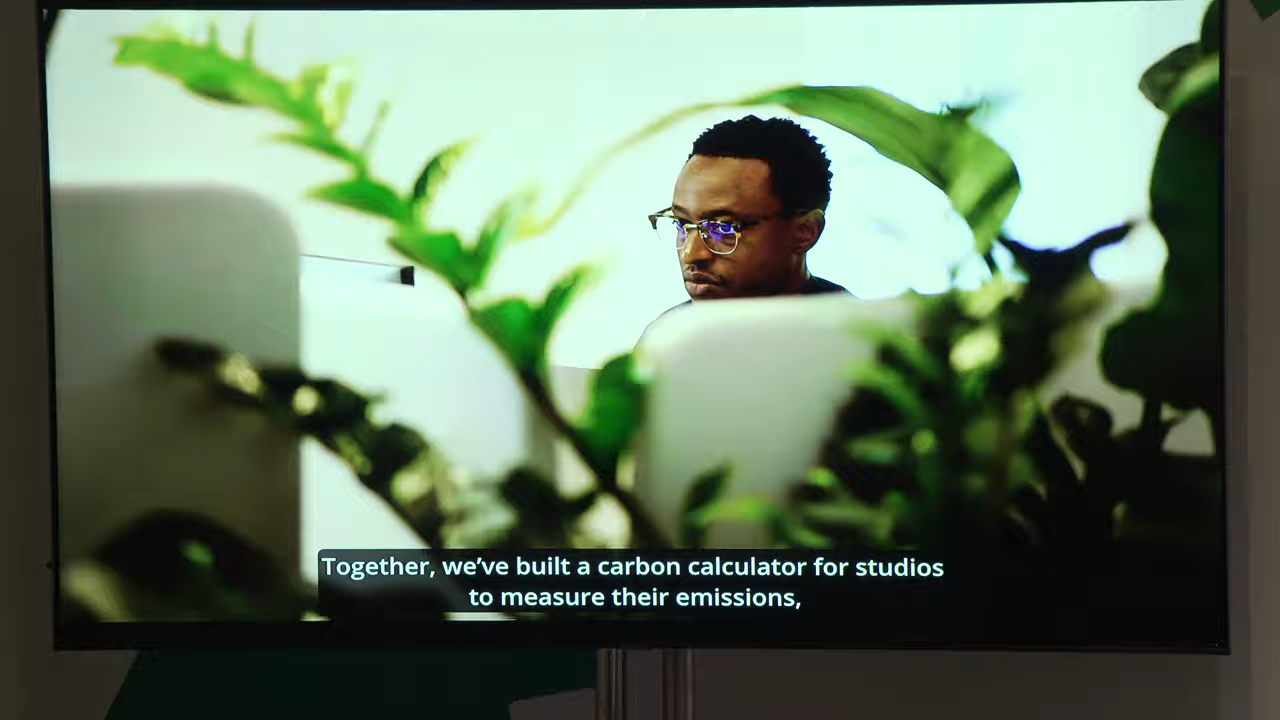 Together, we’ve built a carbon calculator for studios
to measure their emissions,